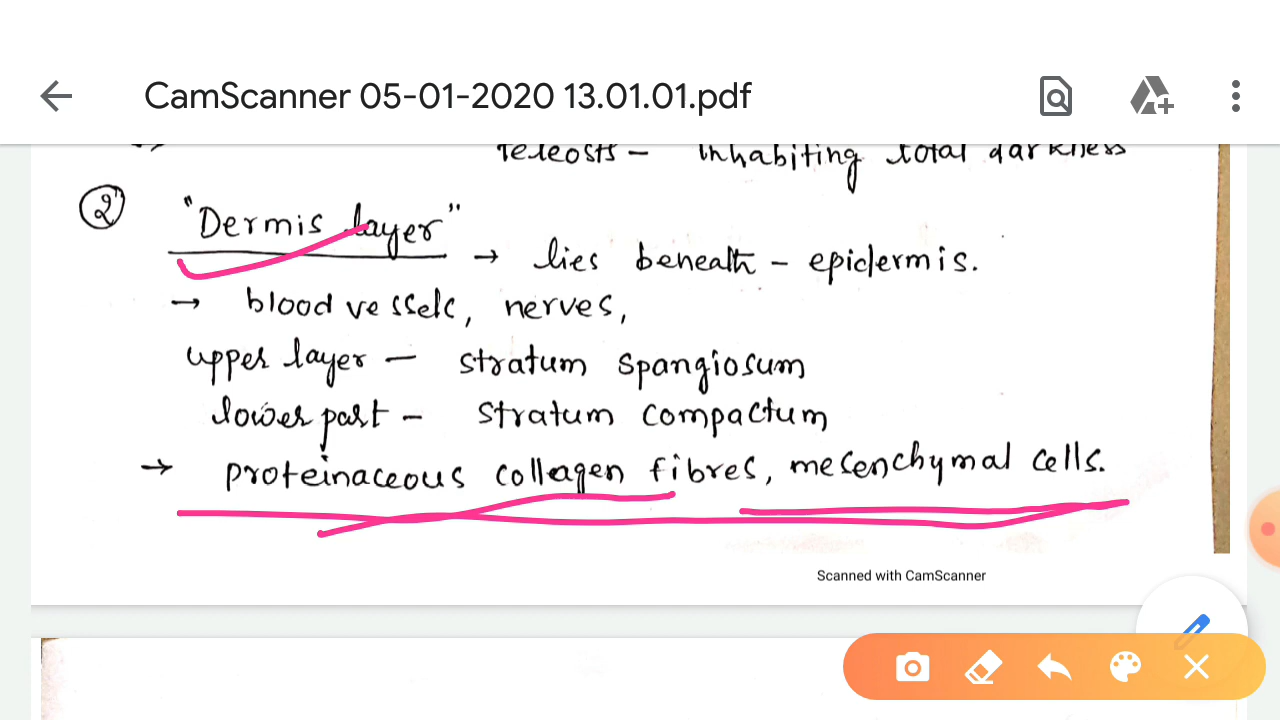 CamScanner 05-01-2020 13.01.01.pdf
Teleosts – Inhabiting total darkness
② "Dermis layer" → lies beneath – epidermis.
→ blood vessels, nerves,
upper layer – stratum spangiosum
lower part – stratum compactum
→ proteinaceous collagen fibres, mesenchymal cells.
Scanned with CamScanner